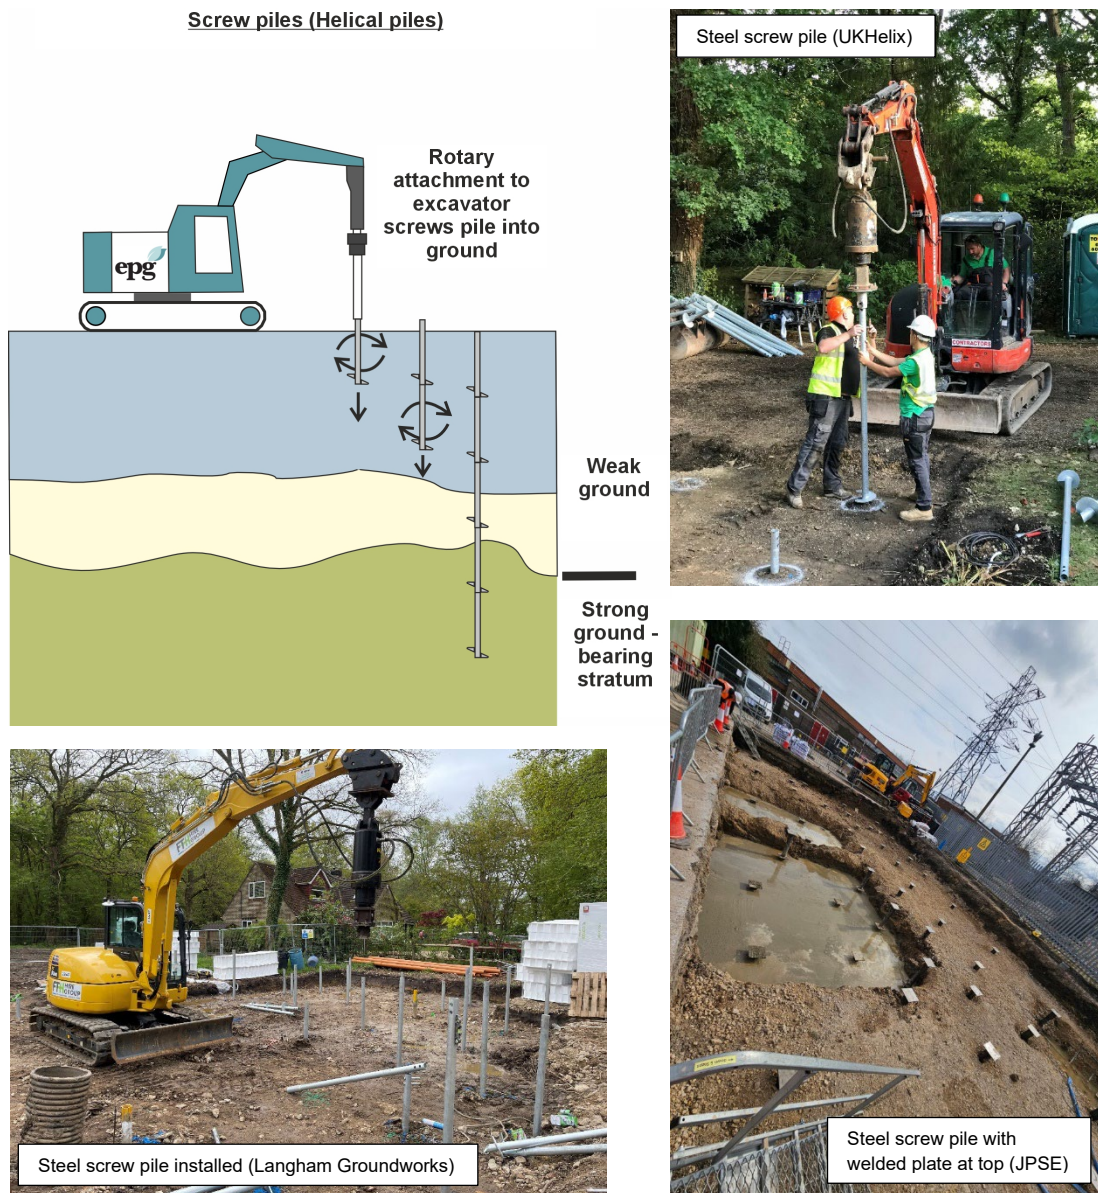 Screw piles (Helical piles)
Rotary
attachment to
excavator
screws pile into
ground
epg
Weak
ground
Strong
ground -
bearing
stratum
Steel screw pile (UKHelix)
CONTRACTORS
Steel screw pile installed (Langham Groundworks)
Steel screw pile with
welded plate at top (JPSE)